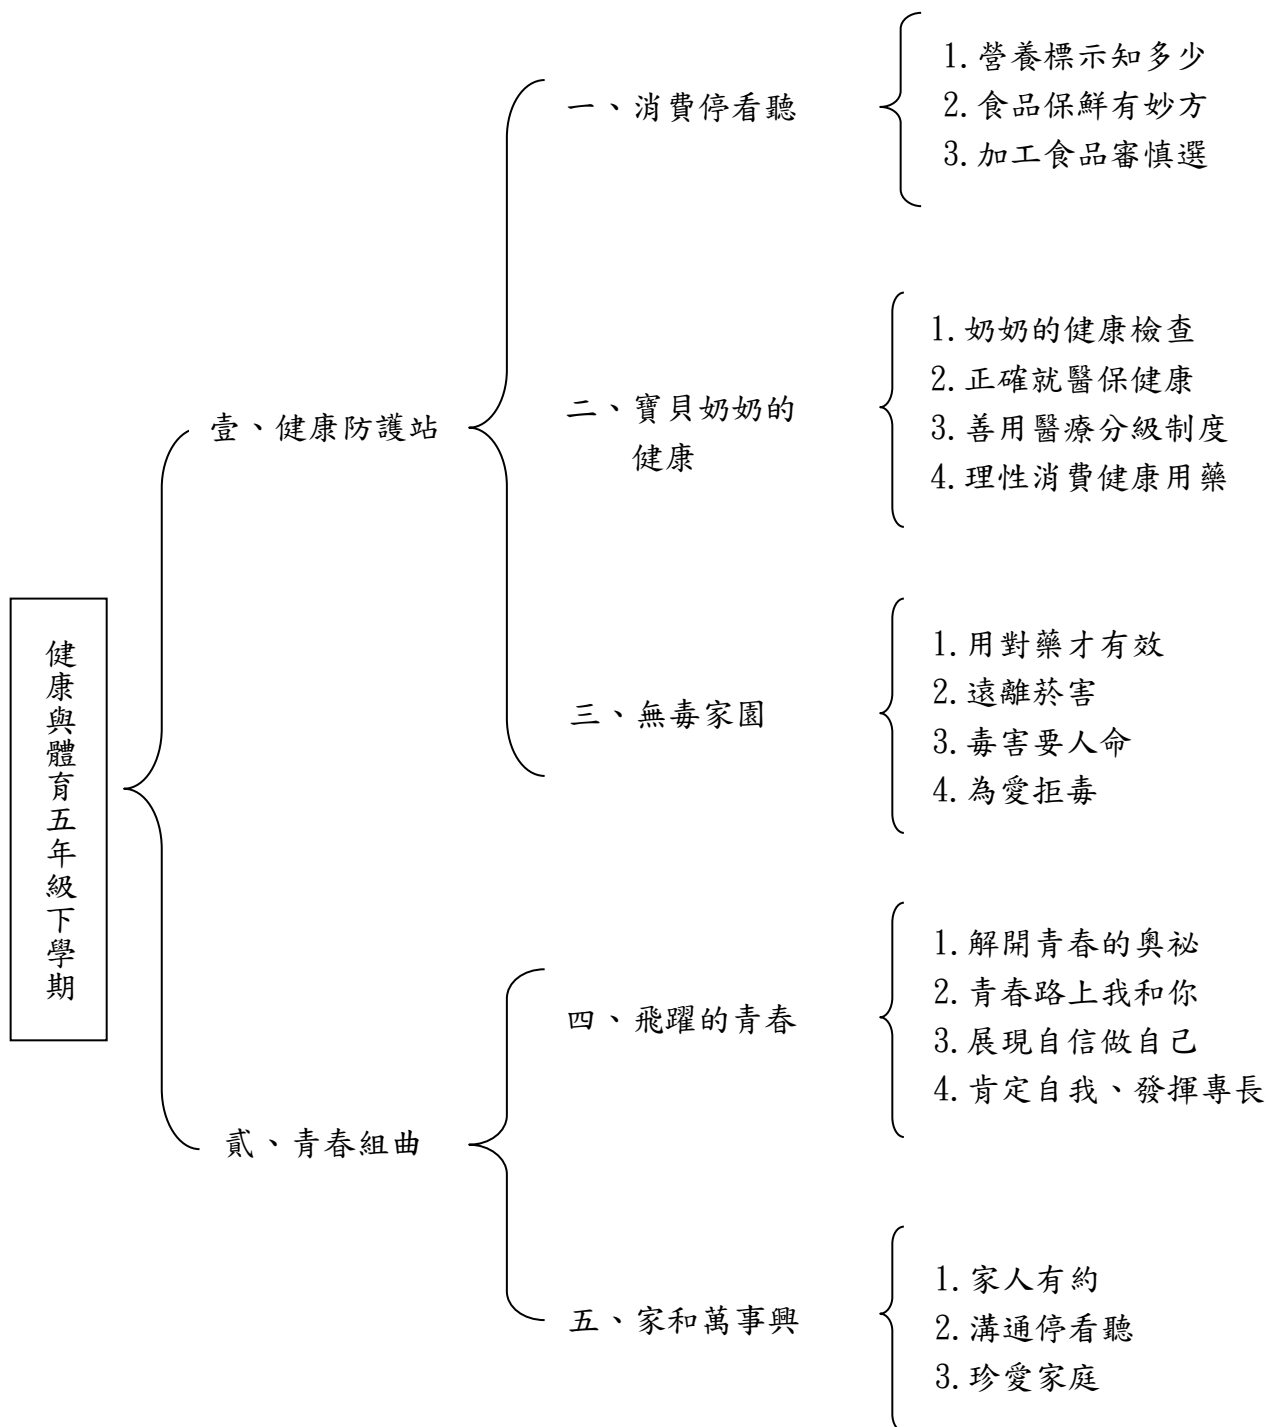 健康與體育五年級下學期
壹、健康防護站
一、消費停看聽
1.營養標示知多少
2.食品保鮮有妙方
3.加工食品審慎選
二、寶貝奶奶的
健康
1.奶奶的健康檢查
2.正確就醫保健康
3.善用醫療分級制度
4.理性消費健康用藥
三、無毒家園
1.用對藥才有效
2.遠離菸害
3.毒害要人命
4.為愛拒毒
貳、青春組曲
四、飛躍的青春
1.解開青春的奧祕
2.青春路上我和你
3.展現自信做自己
4.肯定自我、發揮專長
五、家和萬事興
1.家人有約
2.溝通停看聽
3.珍愛家庭